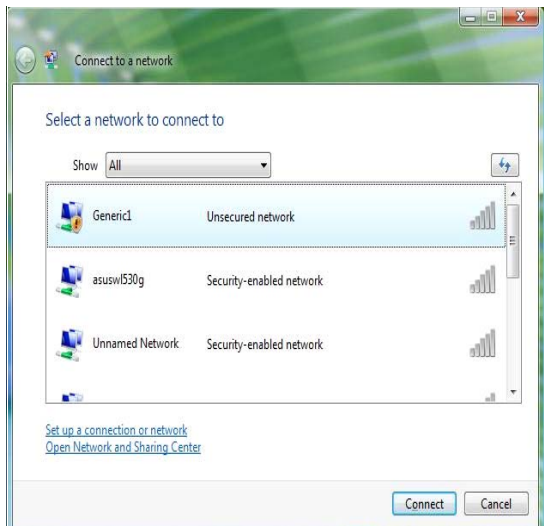 Connect to a network
Select a network to connect to
Show All
Generic1 Unsecured network
asuswl530g Security-enabled network
Unnamed Network Security-enabled network
Set up a connection or network
Open Network and Sharing Center
Connect Cancel